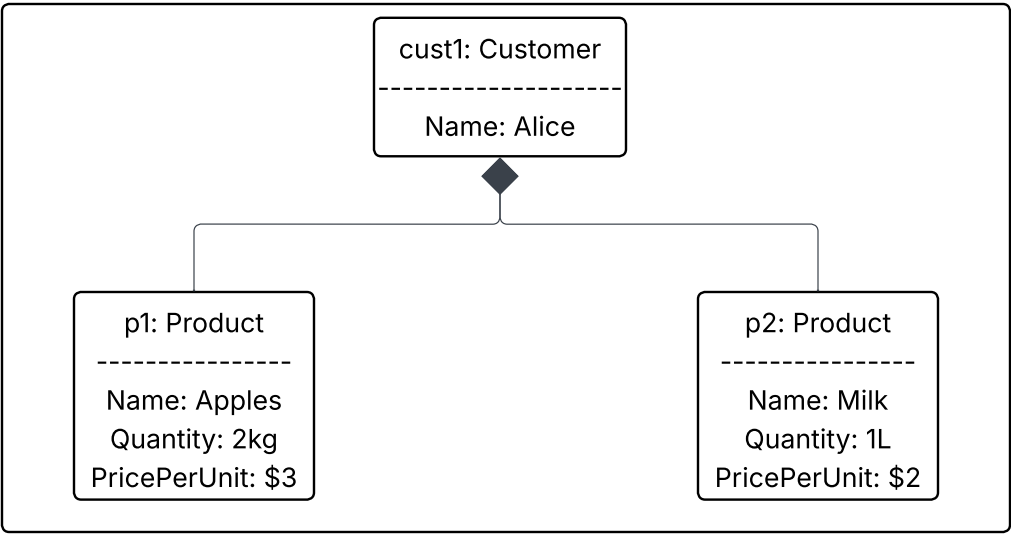 cust1: Customer
---------------------
Name: Alice
p1: Product
-----------------
Name: Apples
Quantity: 2kg
PricePerUnit: $3
p2: Product
-----------------
Name: Milk
Quantity: 1L
PricePerUnit: $2